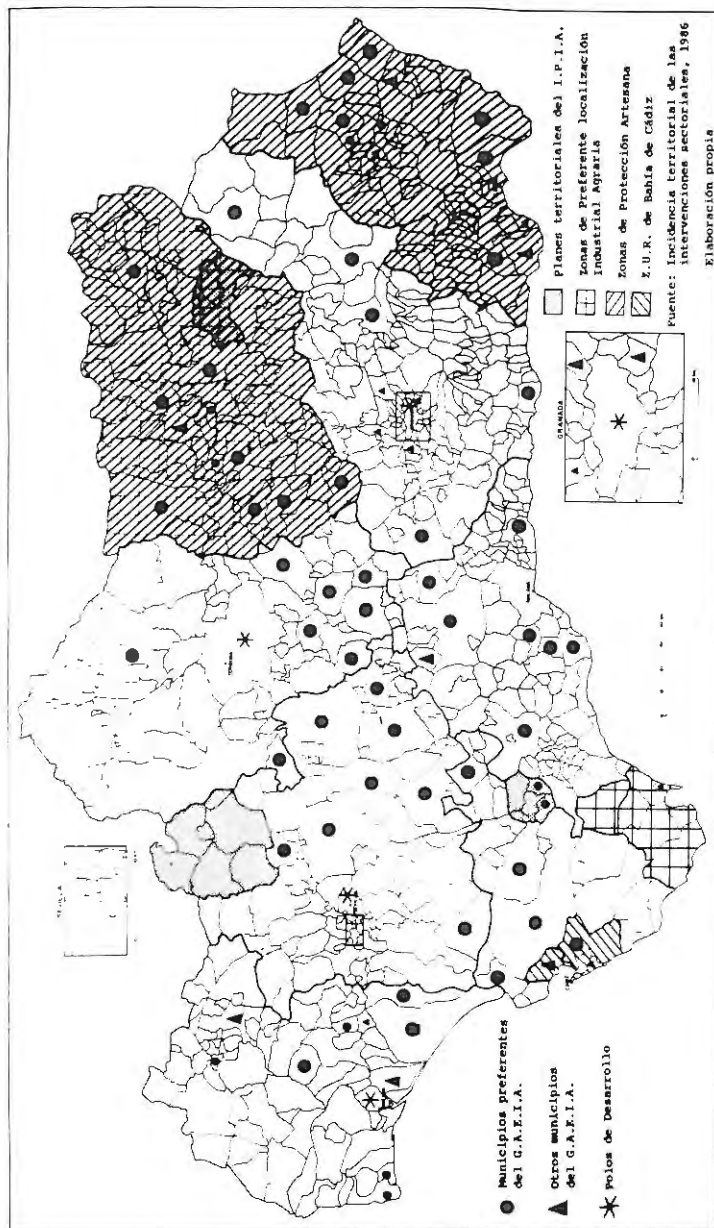 Municipios preferentes
del G.A.E.I.A.
Otros municipios
del G.A.E.I.A.
Polos de Desarrollo
Planes territoriales del I.P.I.A.
Zonas de Preferente localización
Industrial Agraria
Zonas de Protección Artesana
Z.U.R. de Bahía de Cádiz
Fuente: Incidencia territorial de las
intervenciones sectoriales, 1986
Elaboración propia
GRANADA
SEVILLA